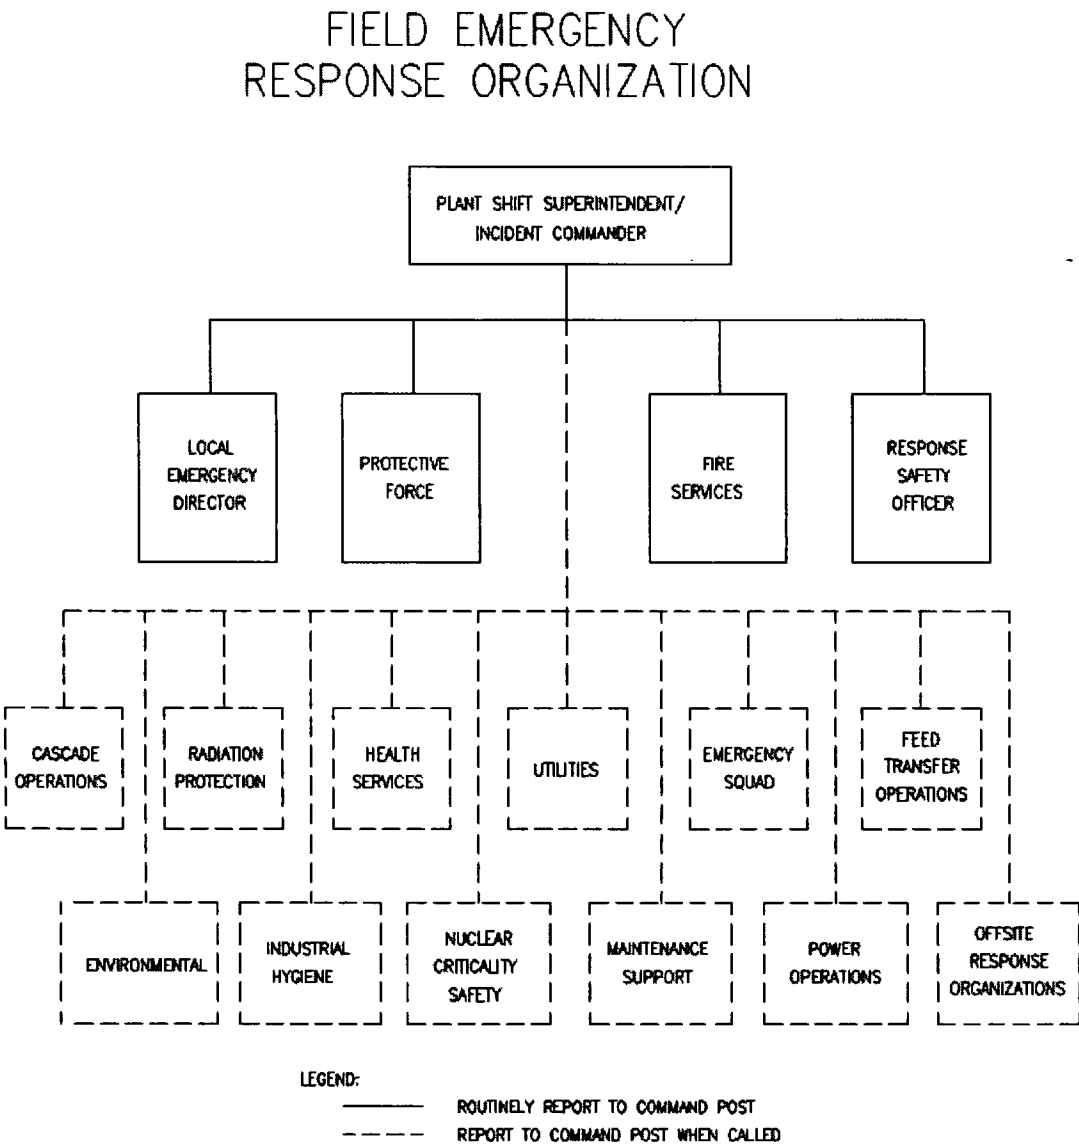 FIELD EMERGENCY
RESPONSE ORGANIZATION
PLANT SHIFT SUPERINTENDENT/
INCIDENT COMMANDER
LOCAL
EMERGENCY
DIRECTOR
PROTECTIVE
FORCE
FIRE
SERVICES
RESPONSE
SAFETY
OFFICER
CASCADE
OPERATIONS
RADIATION
PROTECTION
HEALTH
SERVICES
UTILITIES
EMERGENCY
SQUAD
FEED
TRANSFER
OPERATIONS
ENVIRONMENTAL
INDUSTRIAL
HYGIENE
NUCLEAR
CRITICALITY
SAFETY
MAINTENANCE
SUPPORT
POWER
OPERATIONS
OFFSITE
RESPONSE
ORGANIZATIONS
LEGEND:
ROUTINELY REPORT TO COMMAND POST
REPORT TO COMMAND POST WHEN CALLED